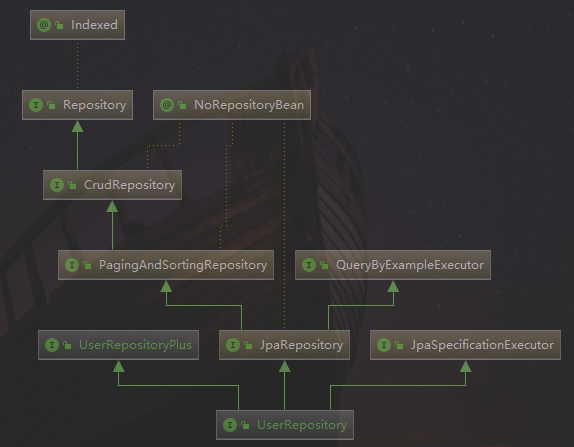 @ Indexed
I Repository
@ NoRepositoryBean
I CrudRepository
I PagingAndSortingRepository
I QueryByExampleExecutor
I UserRepositoryPlus
I JpaRepository
I JpaSpecificationExecutor
I UserRepository